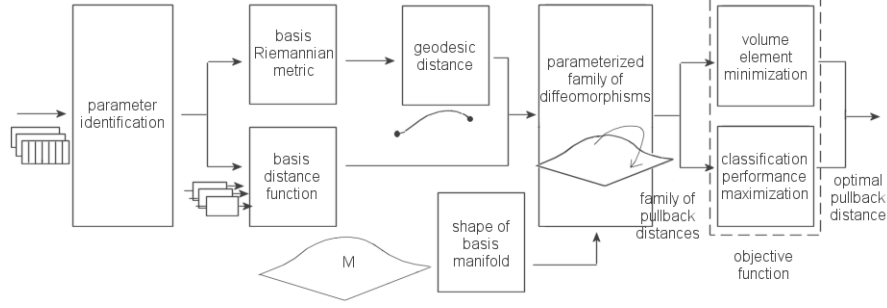 parameter
identification
basis
Riemannian
metric
geodesic
distance
basis
distance
function
M
shape of
basis
manifold
parameterized
family of
diffeomorphisms
family of
pullback
distances
volume
element
minimization
classification
performance
maximization
objective
function
optimal
pullback
distance